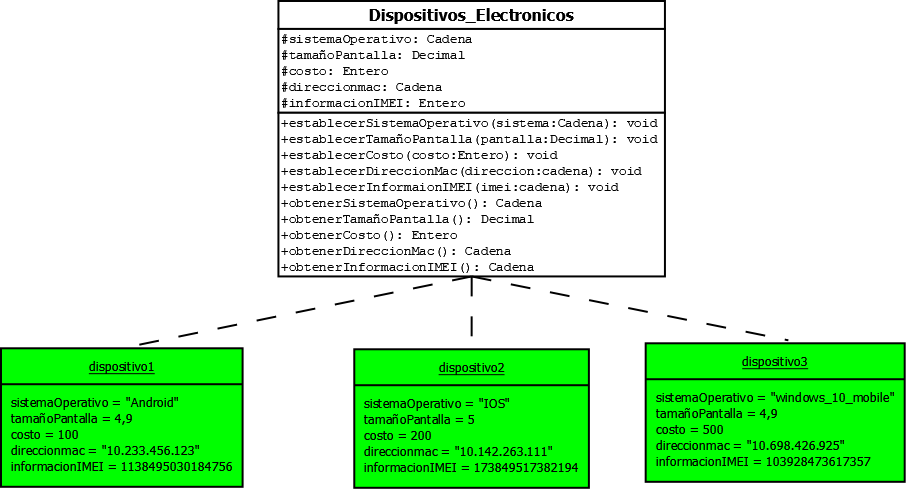 Dispositivos_Electronicos
#sistemaOperativo: Cadena
#tamañoPantalla: Decimal
#costo: Entero
#direccionmac: Cadena
#informacionIMEI: Entero
+establecerSistemaOperativo(sistema:Cadena): void
+establecerTamañoPantalla(pantalla:Decimal): void
+establecerCosto(costo:Entero): void
+establecerDireccionMac(direccion:cadena): void
+establecerInformaionIMEI(imei:cadena): void
+obtenerSistemaOperativo(): Cadena
+obtenerTamañoPantalla(): Decimal
+obtenerCosto(): Entero
+obtenerDireccionMac(): Cadena
+obtenerInformacionIMEI(): Cadena
dispositivo1
sistemaOperativo = "Android"
tamañoPantalla = 4,9
costo = 100
direccionmac = "10.233.456.123"
informacionIMEI = 1138495030184756
dispositivo2
sistemaOperativo = "IOS"
tamañoPantalla = 5
costo = 200
direccionmac = "10.142.263.111"
informacionIMEI = 173849517382194
dispositivo3
sistemaOperativo = "windows_10_mobile"
tamañoPantalla = 4,9
costo = 500
direccionmac = "10.698.426.925"
informacionIMEI = 103928473617357